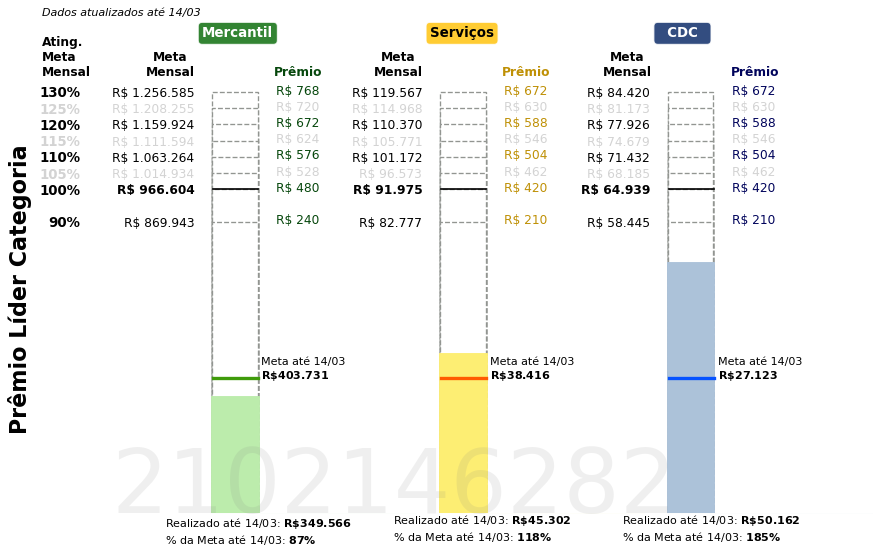 Dados atualizados até 14/03
Mercantil
Serviços
CDC
Ating.
Meta
Mensal
Meta
Mensal
Prêmio
Meta
Mensal
Prêmio
Meta
Mensal
Prêmio
130% R$ 1.256.585 R$ 768 R$ 119.567 R$ 672 R$ 84.420 R$ 672
125% R$ 1.208.255 R$ 720 R$ 114.968 R$ 630 R$ 81.173 R$ 630
120% R$ 1.159.924 R$ 672 R$ 110.370 R$ 588 R$ 77.926 R$ 588
115% R$ 1.111.594 R$ 624 R$ 105.771 R$ 546 R$ 74.679 R$ 546
110% R$ 1.063.264 R$ 576 R$ 101.172 R$ 504 R$ 71.432 R$ 504
105% R$ 1.014.934 R$ 528 R$ 96.573 R$ 462 R$ 68.185 R$ 462
100% R$ 966.604 R$ 480 R$ 91.975 R$ 420 R$ 64.939 R$ 420
90% R$ 869.943 R$ 240 R$ 82.777 R$ 210 R$ 58.445 R$ 210
Prêmio Líder Categoria
Meta até 14/03
R$403.731
Meta até 14/03
R$38.416
Meta até 14/03
R$27.123
2102146282
Realizado até 14/03: R$349.566
% da Meta até 14/03: 87%
Realizado até 14/03: R$45.302
% da Meta até 14/03: 118%
Realizado até 14/03: R$50.162
% da Meta até 14/03: 185%